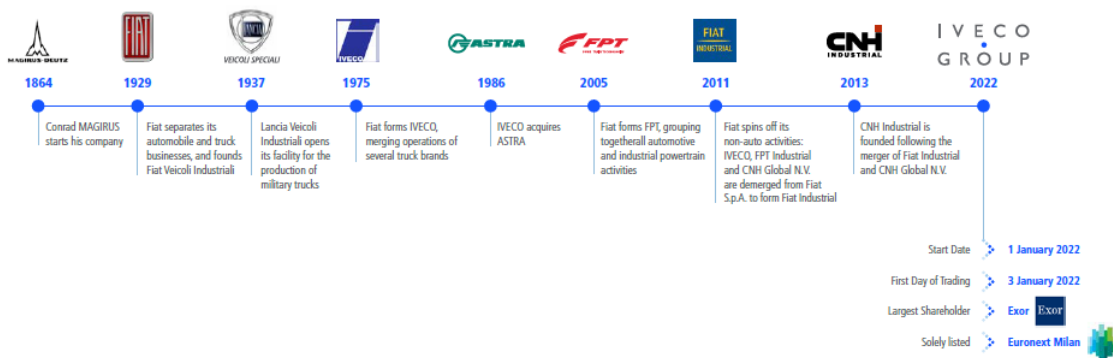 MAGIRUS-DEUTZ
FIAT
LANCIA
VEICOLI SPECIALI
IVECO
ASTRA
FPT
FIAT
INDUSTRIAL
CNH
INDUSTRIAL
IVECO
GROUP
1864
1929
1937
1975
1986
2005
2011
2013
2022
Conrad MAGIRUS
starts his company
Fiat separates its
automobile and truck
businesses, and founds
Fiat Veicoli Industriali
Lancia Veicoli
Industriali opens
its facility for the
production of
military trucks
Fiat forms IVECO,
merging operations of
several truck brands
IVECO acquires
ASTRA
Fiat forms FPT, grouping
togetherall automotive
and industrial powertrain
activities
Fiat spins off its
non-auto activities:
IVECO, FPT Industrial
and CNH Global N.V.
are demerged from Fiat
S.p.A. to form Fiat Industrial
CNH Industrial is
founded following the
merger of Fiat Industrial
and CNH Global N.V.
Start Date 1 January 2022
First Day of Trading 3 January 2022
Largest Shareholder Exor Exor
Solely listed Euronext Milan